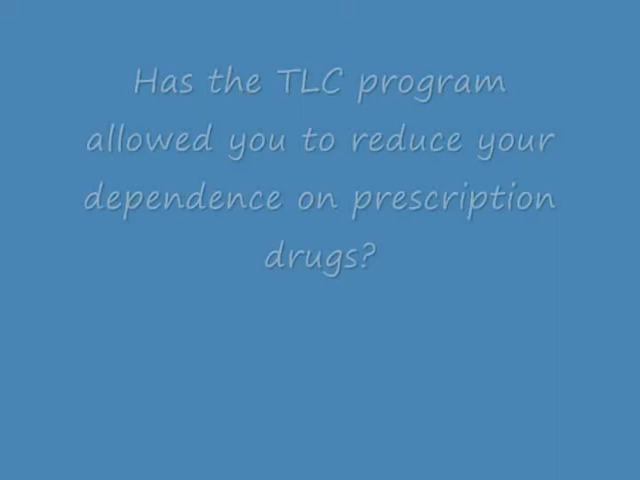 Has the TLC program
allowed you to reduce your
dependence on prescription
drugs?